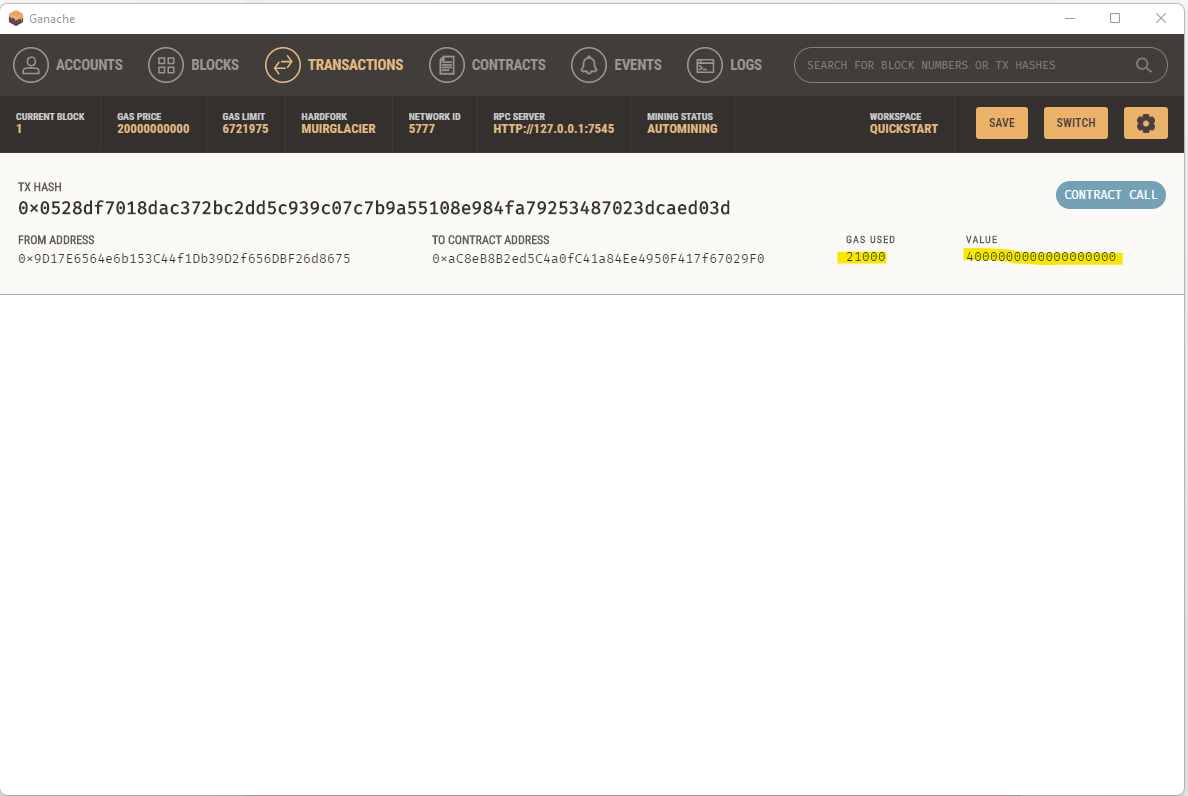 Ganache
ACCOUNTS BLOCKS TRANSACTIONS CONTRACTS EVENTS LOGS SEARCH FOR BLOCK NUMBERS OR TX HASHES
CURRENT BLOCK GAS PRICE GAS LIMIT HARDFORK NETWORK ID RPC SERVER MINING STATUS WORKSPACE
1 20000000000 6721975 MUIRGLACIER 5777 HTTP://127.0.0.1:7545 AUTOMINING QUICKSTART SAVE SWITCH
TX HASH
0×0528df7018dac372bc2dd5c939c07c7b9a55108e984fa79253487023dcaed03d CONTRACT CALL
FROM ADDRESS TO CONTRACT ADDRESS GAS USED VALUE
0×9D17E6564e6b153C44f1Db39D2f656DBF26d8675 0×aC8eB8B2ed5C4a0fC41a84Ee4950F417f67029F0 21000 4000000000000000000